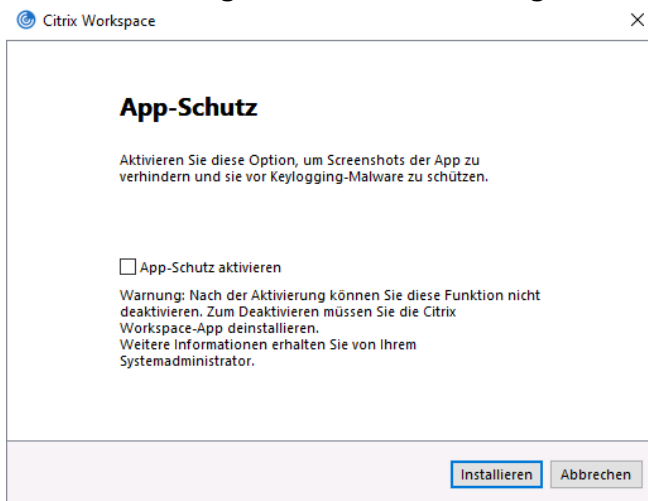 Citrix Workspace
App-Schutz
Aktivieren Sie diese Option, um Screenshots der App zu
verhindern und sie vor Keylogging-Malware zu schützen.
App-Schutz aktivieren
Warnung: Nach der Aktivierung können Sie diese Funktion nicht
deaktivieren. Zum Deaktivieren müssen Sie die Citrix
Workspace-App deinstallieren.
Weitere Informationen erhalten Sie von Ihrem
Systemadministrator.
Installieren Abbrechen